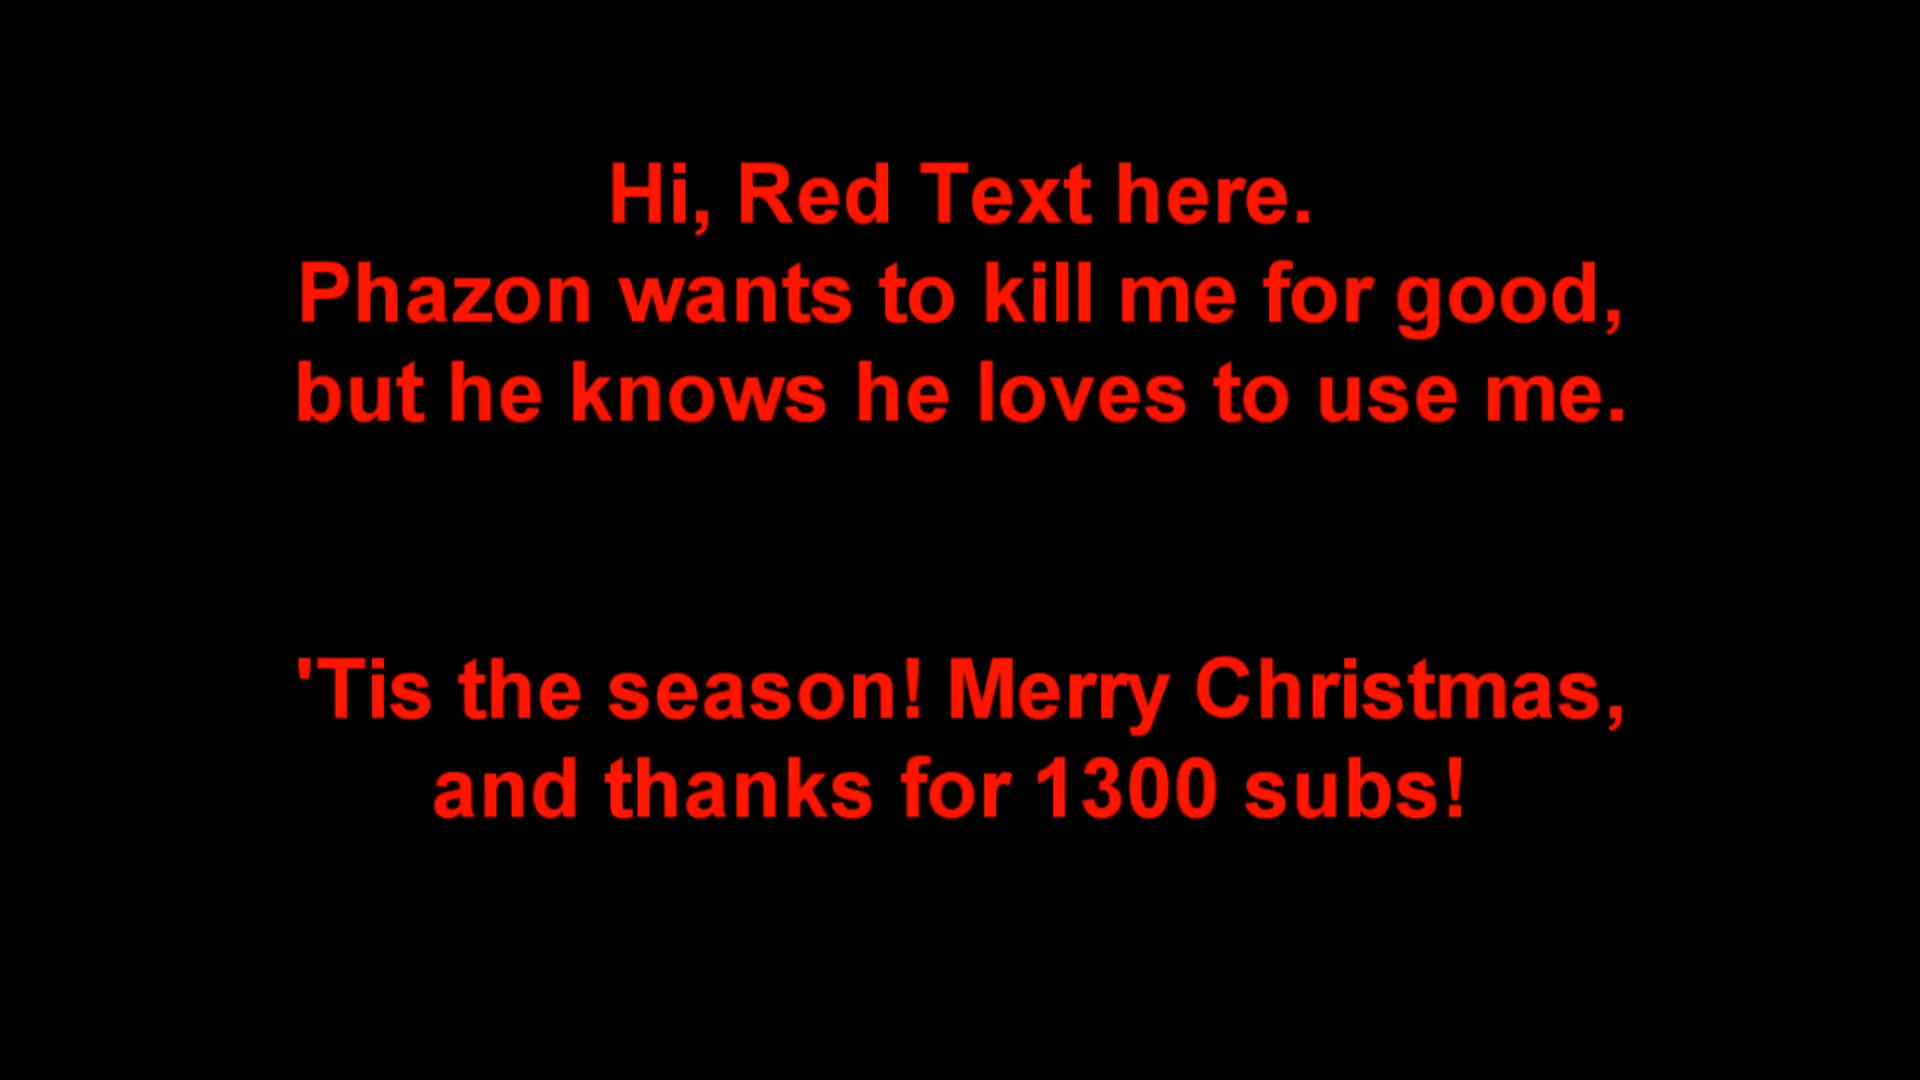 Hi, Red Text here.
Phazon wants to kill me for good,
but he knows he loves to use me.
'Tis the season! Merry Christmas,
and thanks for 1300 subs!